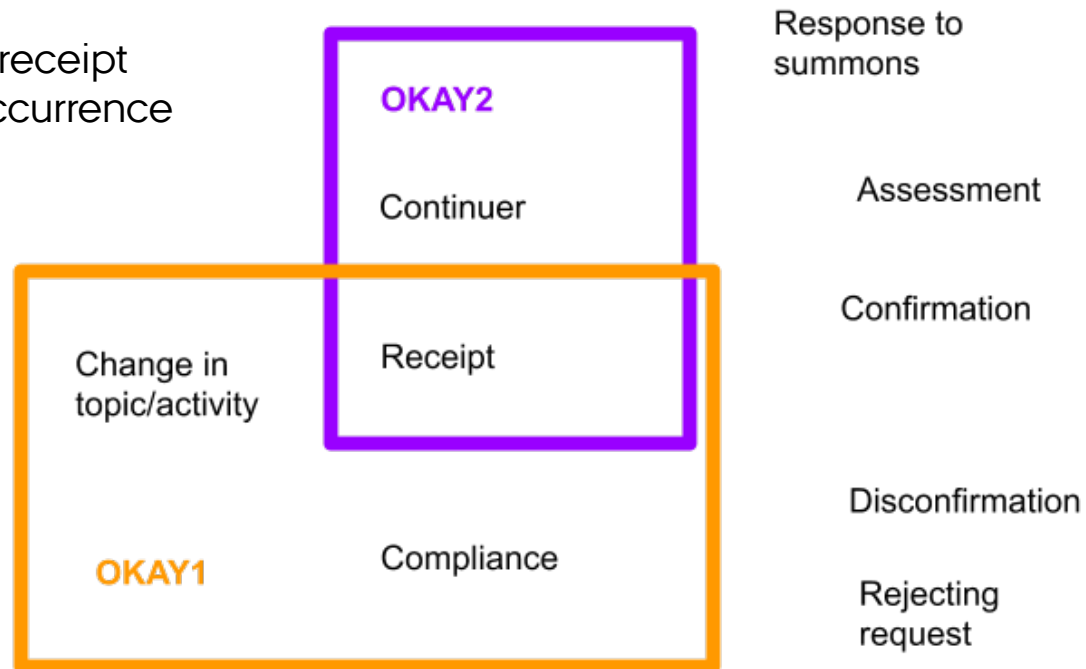 receipt
ccurrence
OKAY2
Continuer
Receipt
Change in
topic/activity
OKAY1
Compliance
Response to
summons
Assessment
Confirmation
Disconfirmation
Rejecting
request